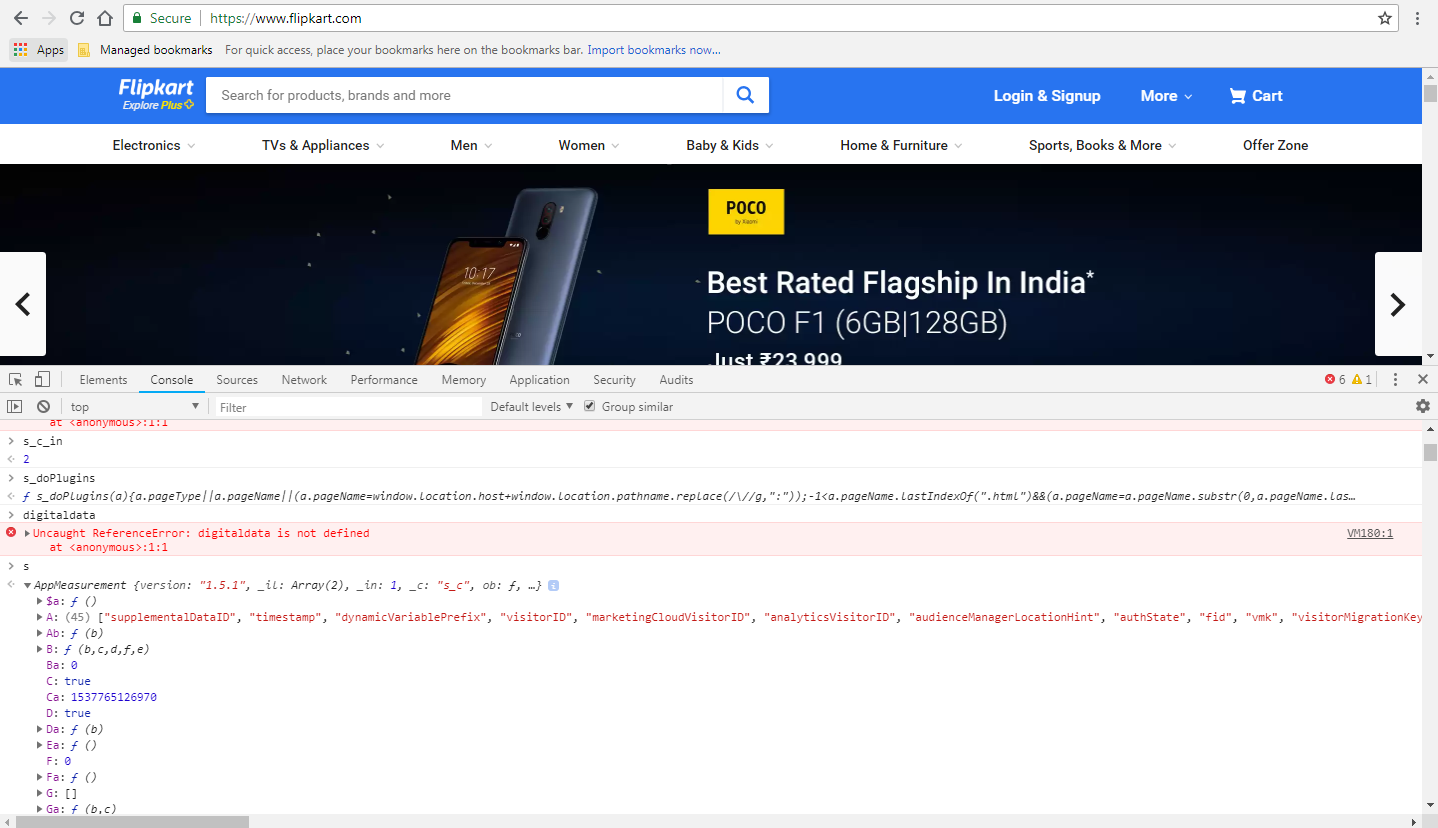 Secure https://www.flipkart.com
Apps Managed bookmarks For quick access, place your bookmarks here on the bookmarks bar. Import bookmarks now...
Flipkart
Explore Plus
Search for products, brands and more
Login & Signup More Cart
Electronics TVs & Appliances Men Women Baby & Kids Home & Furniture Sports, Books & More Offer Zone
POCO
by Xiaomi
10:17
Best Rated Flagship In India*
POCO F1 (6GB|128GB)
Just ₹23,999
Elements Console Sources Network Performance Memory Application Security Audits 6 1
top Filter Default levels Group similar
at <anonymous>:1:1
s_c_in
2
s_doPlugins
ƒ s_doPlugins(a){a.pageType||a.pageName||(a.pageName=window.location.host+window.location.pathname.replace(/\//g,":"));-1<a.pageName.lastIndexOf(".html")&&(a.pageName=a.pageName.substr(0,a.pageName.las…
digitaldata
Uncaught ReferenceError: digitaldata is not defined VM180:1
at <anonymous>:1:1
s
AppMeasurement {version: "1.5.1", _il: Array(2), _in: 1, _c: "s_c", ob: ƒ, …}
$a: ƒ ()
A: (45) ["supplementalDataID", "timestamp", "dynamicVariablePrefix", "visitorID", "marketingCloudVisitorID", "analyticsVisitorID", "audienceManagerLocationHint", "authState", "fid", "vmk", "visitorMigrationKey
Ab: ƒ (b)
B: ƒ (b,c,d,f,e)
Ba: 0
C: true
Ca: 1537765126970
D: true
Da: ƒ (b)
Ea: ƒ ()
F: 0
Fa: ƒ ()
G: []
Ga: ƒ (b,c)